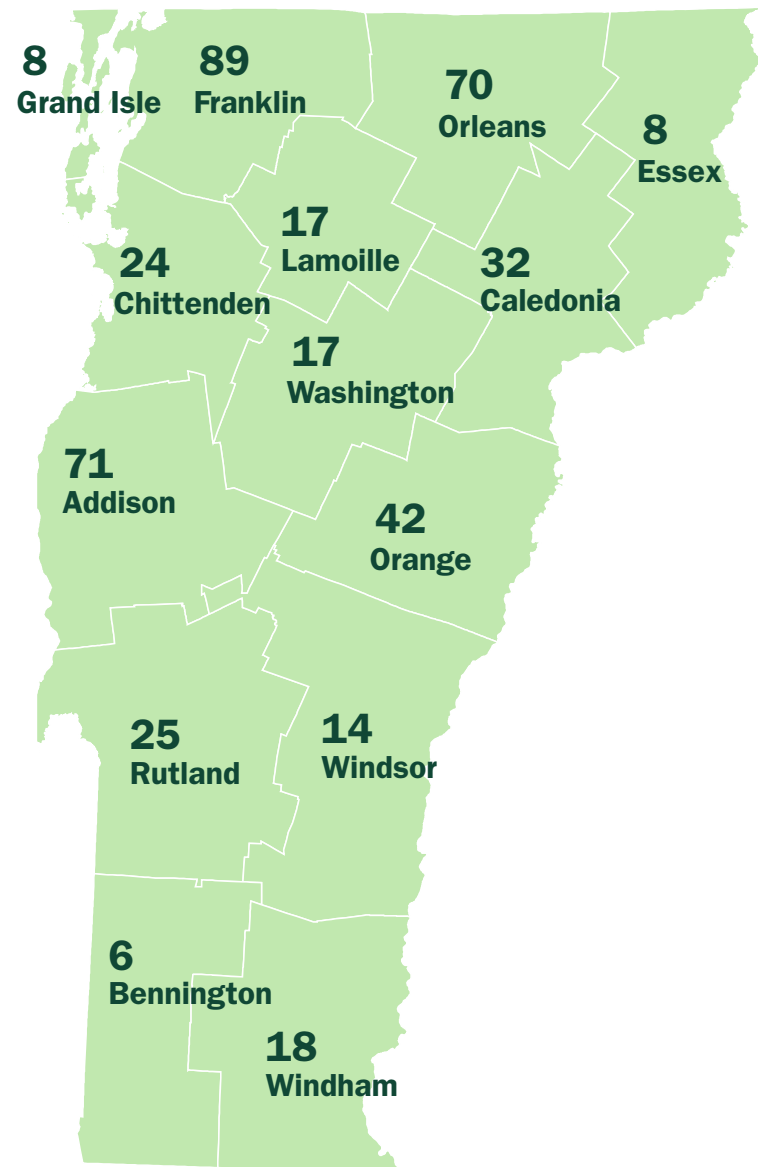 8
Grand Isle
89
Franklin
70
Orleans
8
Essex
17
Lamoille
24
Chittenden
32
Caledonia
17
Washington
71
Addison
42
Orange
25
Rutland
14
Windsor
6
Bennington
18
Windham